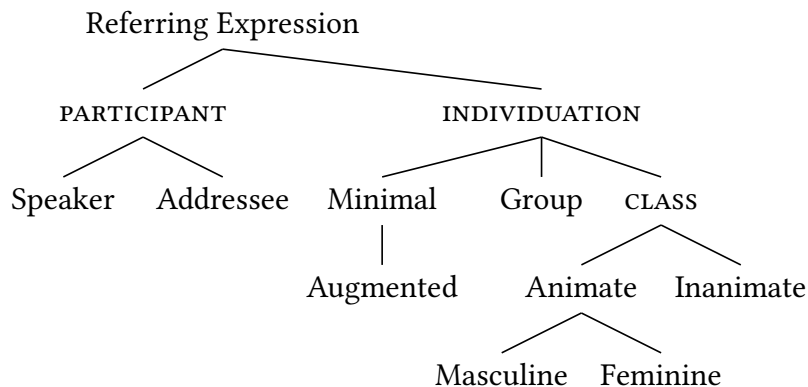 Referring Expression
PARTICIPANT INDIVIDUATION
Speaker Addressee Minimal Group CLASS
Augmented Animate Inanimate
Masculine Feminine